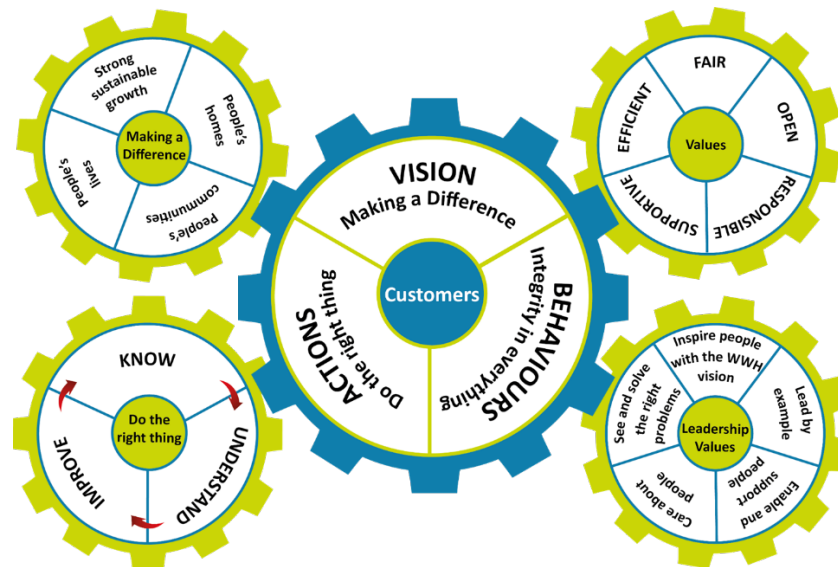 Strong
sustainable
growth
People's
homes
People's
communities
People's
lives
Making a
Difference
VISION
Making a Difference
BEHAVIOURS
Integrity in everything
ACTIONS
Do the right thing
Customers
FAIR
OPEN
RESPONSIBLE
SUPPORTIVE
EFFICIENT
Values
KNOW
UNDERSTAND
IMPROVE
Do the
right thing
Inspire people
with the WWH
vision
Lead by
example
Enable and
support
people
Care about
people
See and solve
the right
problems
Leadership
Values